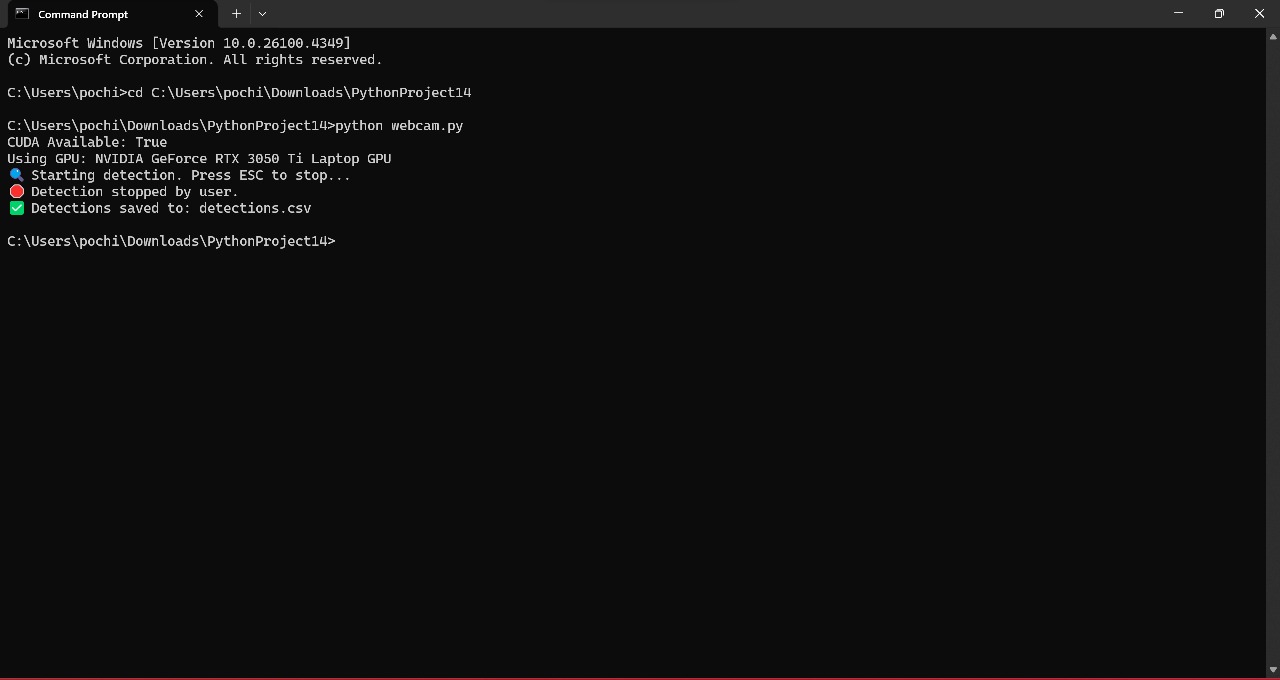 Command Prompt
Microsoft Windows [Version 10.0.26100.4349]
(c) Microsoft Corporation. All rights reserved.
C:\Users\pochi>cd C:\Users\pochi\Downloads\PythonProject14
C:\Users\pochi\Downloads\PythonProject14>python webcam.py
CUDA Available: True
Using GPU: NVIDIA GeForce RTX 3050 Ti Laptop GPU
🔍 Starting detection. Press ESC to stop...
🛑 Detection stopped by user.
✅ Detections saved to: detections.csv
C:\Users\pochi\Downloads\PythonProject14>